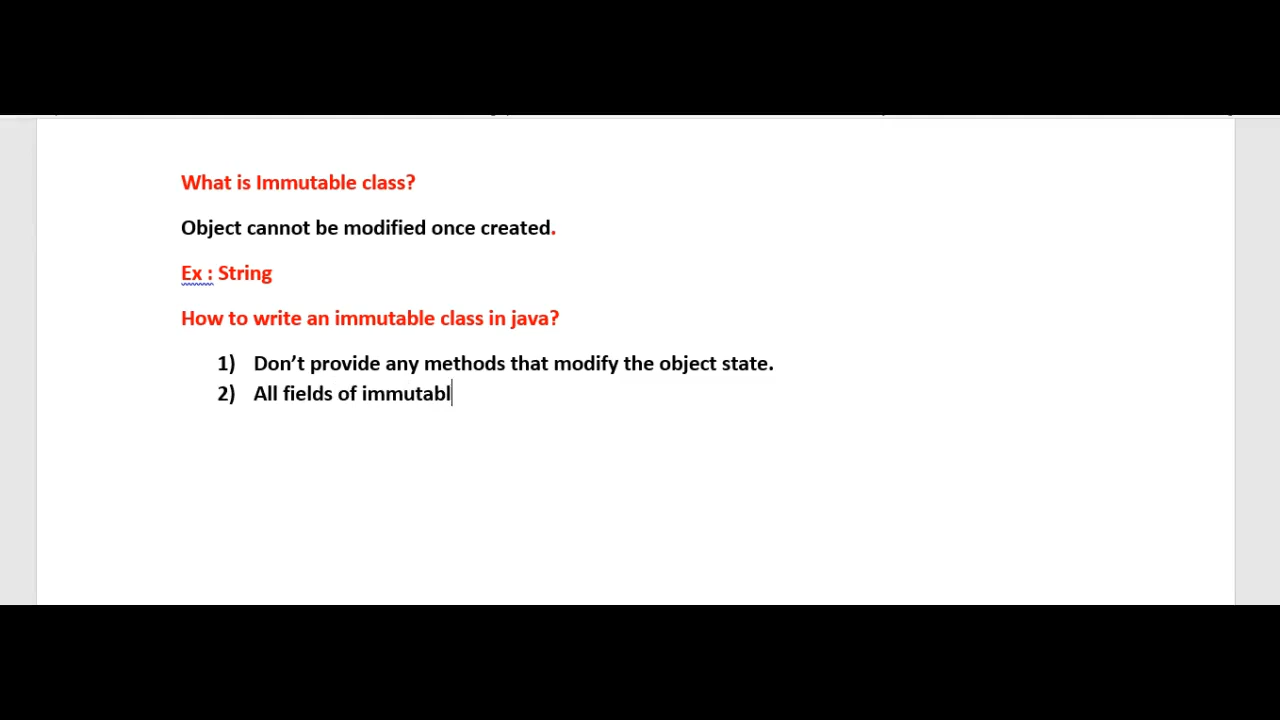 What is Immutable class?
Object cannot be modified once created.
Ex : String
How to write an immutable class in java?
1) Don’t provide any methods that modify the object state.
2) All fields of immutabl